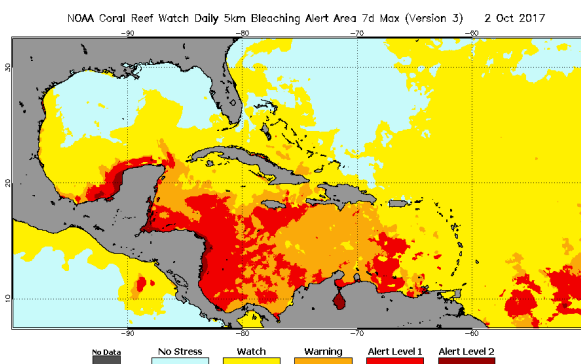 NOAA Coral Reef Watch Daily 5km Bleaching Alert Area 7d Max (Version 3) 2 Oct 2017
-90 -80 -70 -60
30
20
10
-90 -80 -70 -60
No Data No Stress Watch Warning Alert Level 1 Alert Level 2